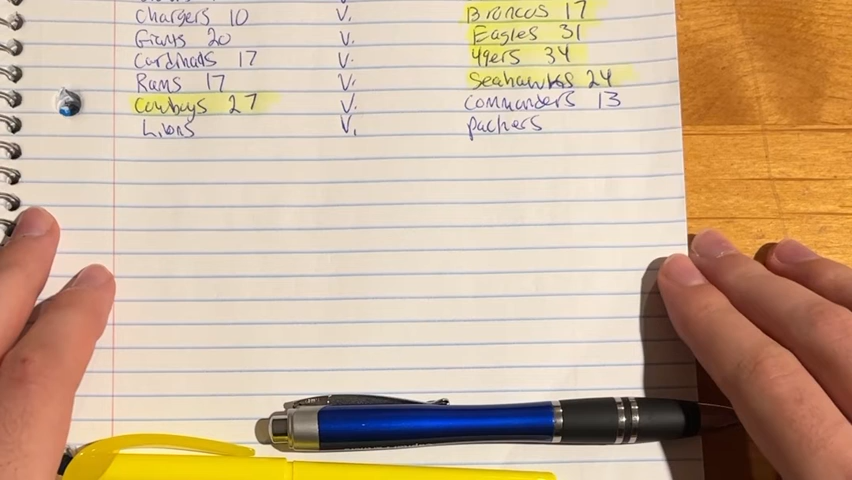 Chargers 10 V. Broncos 17
Giants 20 V. Eagles 31
Cardinals 17 V. 49ers 34
Rams 17 V. Seahawks 24
Cowboys 27 V. Commanders 13
Lions V. packers